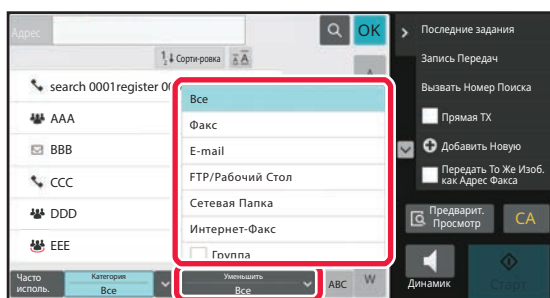 Адрес
OK
Сорти-ровка
search 0001register 00
AAA
BBB
CCC
DDD
EEE
Все
Факс
E-mail
FTP/Рабочий Стол
Сетевая Папка
Интернет-Факс
Группа
Часто
исполь.
Категория
Все
Уменьшить
Все
ABC
W
Последние задания
Запись Передач
Вызвать Номер Поиска
Прямая TX
Добавить Новую
Передать То Же Изоб.
как Адрес Факса
Предварит.
Просмотр
CA
Динамик
Старт